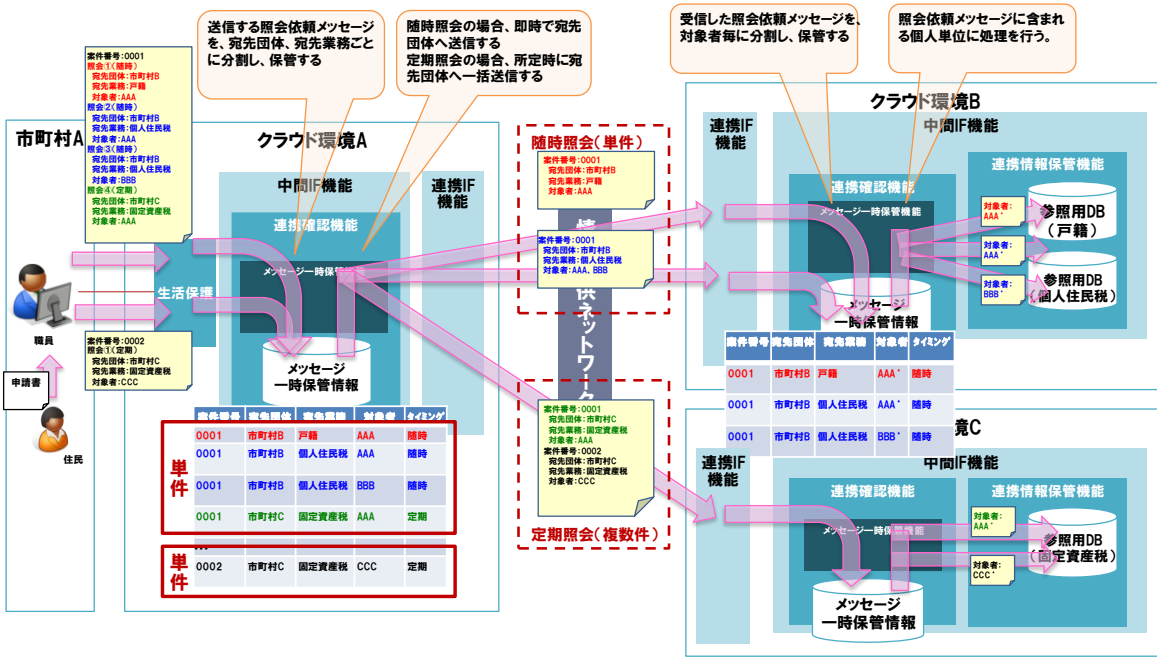 送信する照会依頼メッセージ
を、宛先団体、宛先業務ごと
に分割し、保管する
随時照会の場合、即時で宛先
団体へ送信する
定期照会の場合、所定時に宛
先団体へ一括送信する
受信した照会依頼メッセージを、
対象者毎に分割し、保管する
照会依頼メッセージに含まれ
る個人単位に処理を行う。
市町村A
案件番号:0001
照会①(随時)
宛先団体:市町村B
宛先業務:戸籍
対象者:AAA
照会②(随時)
宛先団体:市町村B
宛先業務:個人住民税
対象者:AAA
照会③(随時)
宛先団体:市町村B
宛先業務:個人住民税
対象者:BBB
照会④(定期)
宛先団体:市町村C
宛先業務:固定資産税
対象者:AAA
職員
申請書
住民
生活保護
案件番号:0002
照会①(定期)
宛先団体:市町村C
宛先業務:固定資産税
対象者:CCC
クラウド環境A
中間IF機能
連携IF
機能
連携確認機能
メッセージ一時保管機能
メッセージ
一時保管情報
案件番号 宛先団体 宛先業務 対象者 タイミング
単件
0001 市町村B 戸籍 AAA 随時
0001 市町村B 個人住民税 AAA 随時
0001 市町村B 個人住民税 BBB 随時
0001 市町村C 固定資産税 AAA 定期
単件
0002 市町村C 固定資産税 CCC 定期
随時照会(単件)
案件番号:0001
宛先団体:市町村B
宛先業務:戸籍
対象者:AAA
案件番号:0001
宛先団体:市町村B
宛先業務:個人住民税
対象者:AAA、BBB
供ネットワーク
案件番号:0001
宛先団体:市町村C
宛先業務:固定資産税
対象者:AAA
案件番号:0002
宛先団体:市町村C
宛先業務:固定資産税
対象者:CCC
定期照会(複数件)
クラウド環境B
連携IF
機能
中間IF機能
連携確認機能
メッセージ一時保管機能
メッセージ
一時保管情報
連携情報保管機能
対象者:
AAA'
対象者:
AAA'
対象者:
BBB'
参照用DB
(戸籍)
参照用DB
(個人住民税)
案件番号 宛先団体 宛先業務 対象者 タイミング
0001 市町村B 戸籍 AAA' 随時
0001 市町村B 個人住民税 AAA' 随時
0001 市町村B 個人住民税 BBB' 随時
境C
連携IF
機能
中間IF機能
連携確認機能
メッセージ一時保管機能
メッセージ
一時保管情報
連携情報保管機能
対象者:
AAA'
対象者:
CCC'
参照用DB
(固定資産税)